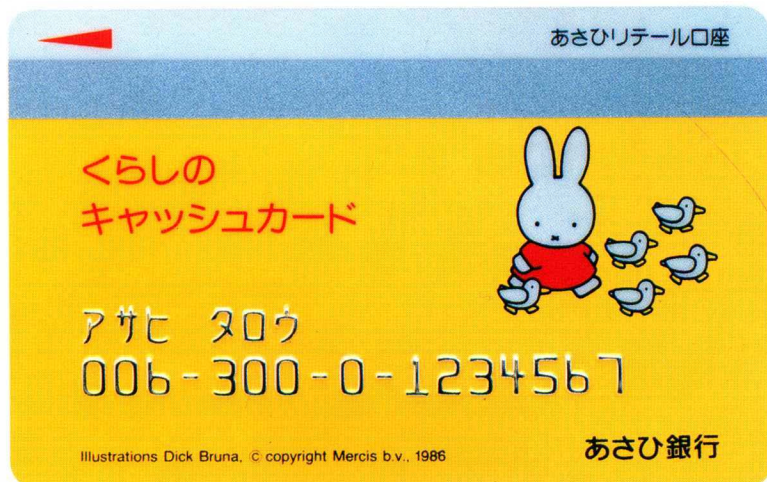 あさひリテール口座
くらしの
キャッシュカード
アサヒ タロウ
006-300-0-1234567
Illustrations Dick Bruna, © copyright Mercis b.v., 1986
あさひ銀行